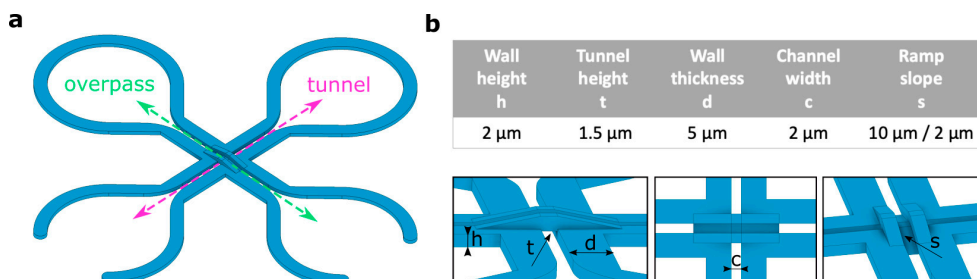 a
overpass
tunnel
b
Wall height h
Tunnel height t
Wall thickness d
Channel width c
Ramp slope s
2 μm
1.5 μm
5 μm
2 μm
10 μm / 2 μm
h
t
d
c
s